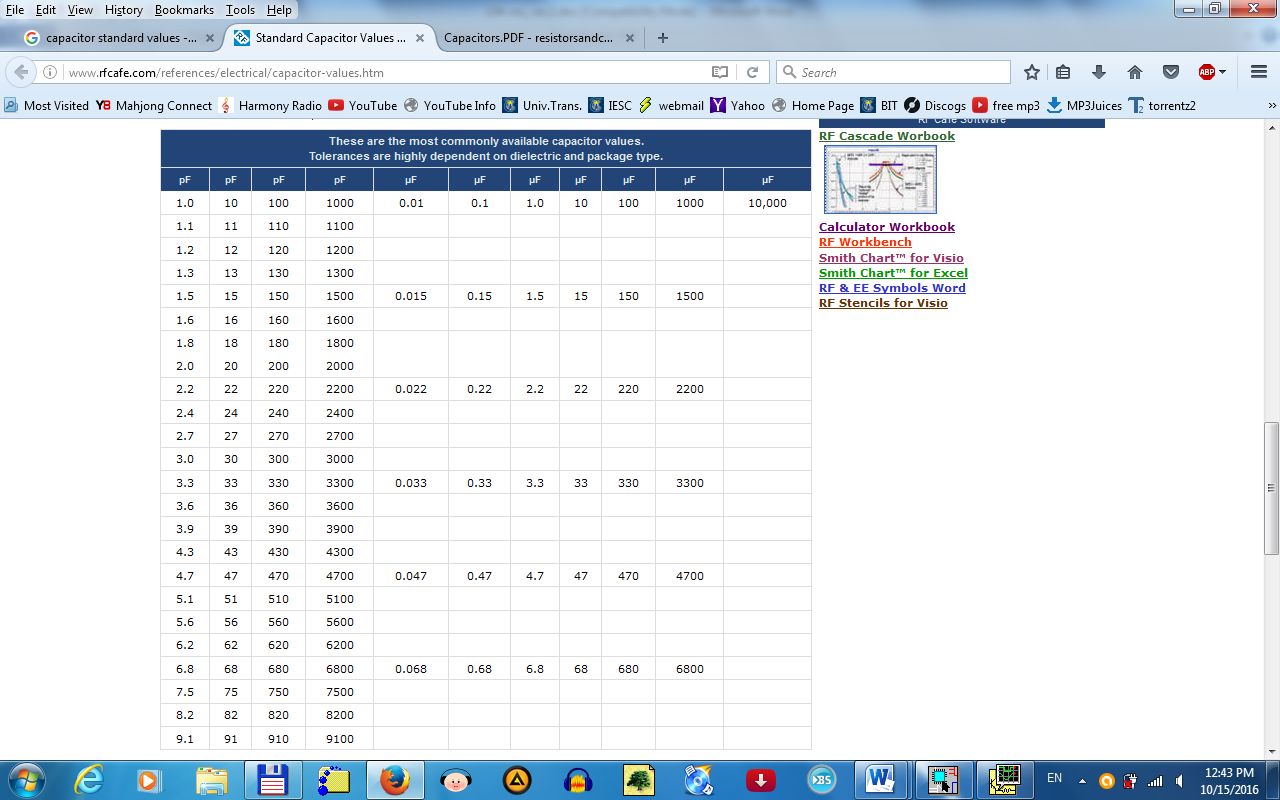 File Edit View History Bookmarks Tools Help
capacitor standard values -... × Standard Capacitor Values ... × Capacitors.PDF - resistorsandc... × +
www.rfcafe.com/references/electrical/capacitor-values.htm Search ABP
Most Visited YB Mahjong Connect Harmony Radio YouTube YouTube Info Univ.Trans. IESC webmail Yahoo Home Page BIT Discogs free mp3 MP3Juices torrentz2 »
RF Cafe Software
These are the most commonly available capacitor values.
Tolerances are highly dependent on dielectric and package type.
pF pF pF pF µF µF µF µF µF µF µF
1.0 10 100 1000 0.01 0.1 1.0 10 100 1000 10,000
1.1 11 110 1100
1.2 12 120 1200
1.3 13 130 1300
1.5 15 150 1500 0.015 0.15 1.5 15 150 1500
1.6 16 160 1600
1.8 18 180 1800
2.0 20 200 2000
2.2 22 220 2200 0.022 0.22 2.2 22 220 2200
2.4 24 240 2400
2.7 27 270 2700
3.0 30 300 3000
3.3 33 330 3300 0.033 0.33 3.3 33 330 3300
3.6 36 360 3600
3.9 39 390 3900
4.3 43 430 4300
4.7 47 470 4700 0.047 0.47 4.7 47 470 4700
5.1 51 510 5100
5.6 56 560 5600
6.2 62 620 6200
6.8 68 680 6800 0.068 0.68 6.8 68 680 6800
7.5 75 750 7500
8.2 82 820 8200
9.1 91 910 9100
RF Cascade Worbook
Calculator Workbook
RF Workbench
Smith Chart™ for Visio
Smith Chart™ for Excel
RF & EE Symbols Word
RF Stencils for Visio
BS
EN
12:43 PM
10/15/2016